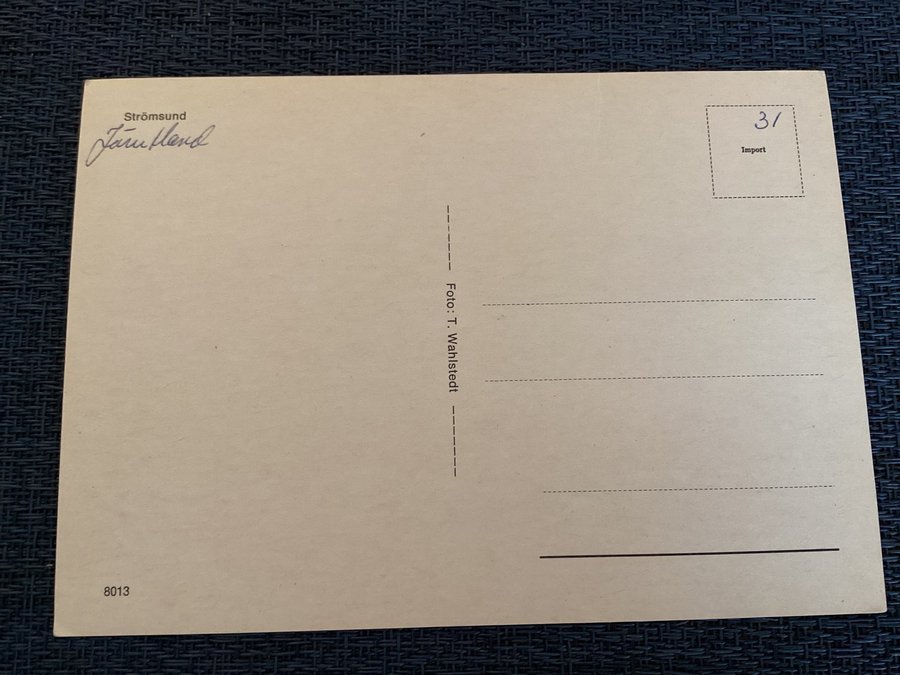 Strömsund
Jämtland
31
Import
Foto: T. Wahlstedt
8013